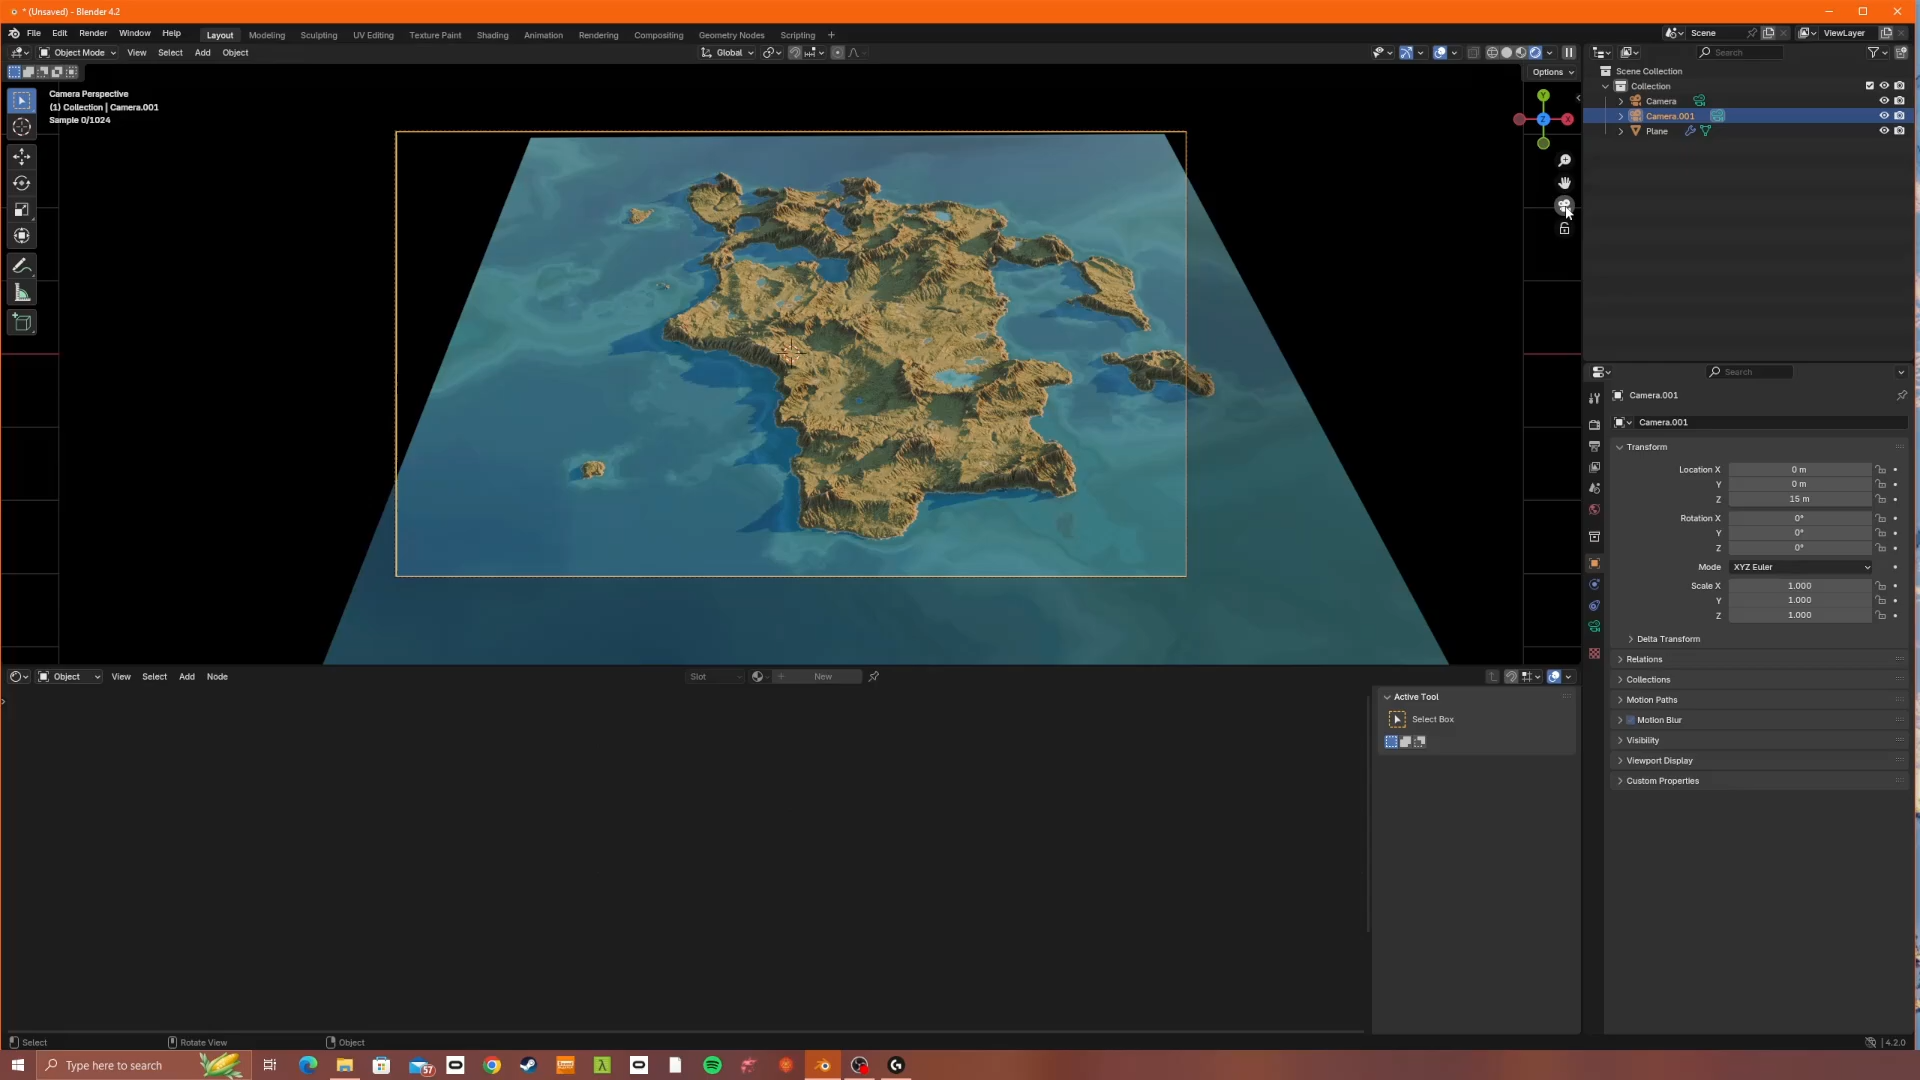 * (Unsaved) - Blender 4.2
File Edit Render Window Help
Layout Modeling Sculpting UV Editing Texture Paint Shading Animation Rendering Compositing Geometry Nodes Scripting +
Scene
ViewLayer
Object Mode View Select Add Object
Global
Search
Options
Camera Perspective
(1) Collection | Camera.001
Sample 0/1024
Y
Z
X
Scene Collection
Collection
Camera
Camera.001
Plane
Search
Camera.001
Camera.001
Transform
Location X 0 m
Y 0 m
Z 15 m
Rotation X 0°
Y 0°
Z 0°
Mode XYZ Euler
Scale X 1.000
Y 1.000
Z 1.000
Delta Transform
Relations
Collections
Motion Paths
Motion Blur
Visibility
Viewport Display
Custom Properties
Object View Select Add Node
Slot
New
Active Tool
Select Box
Select
Rotate View
Object
4.2.0
Type here to search
57